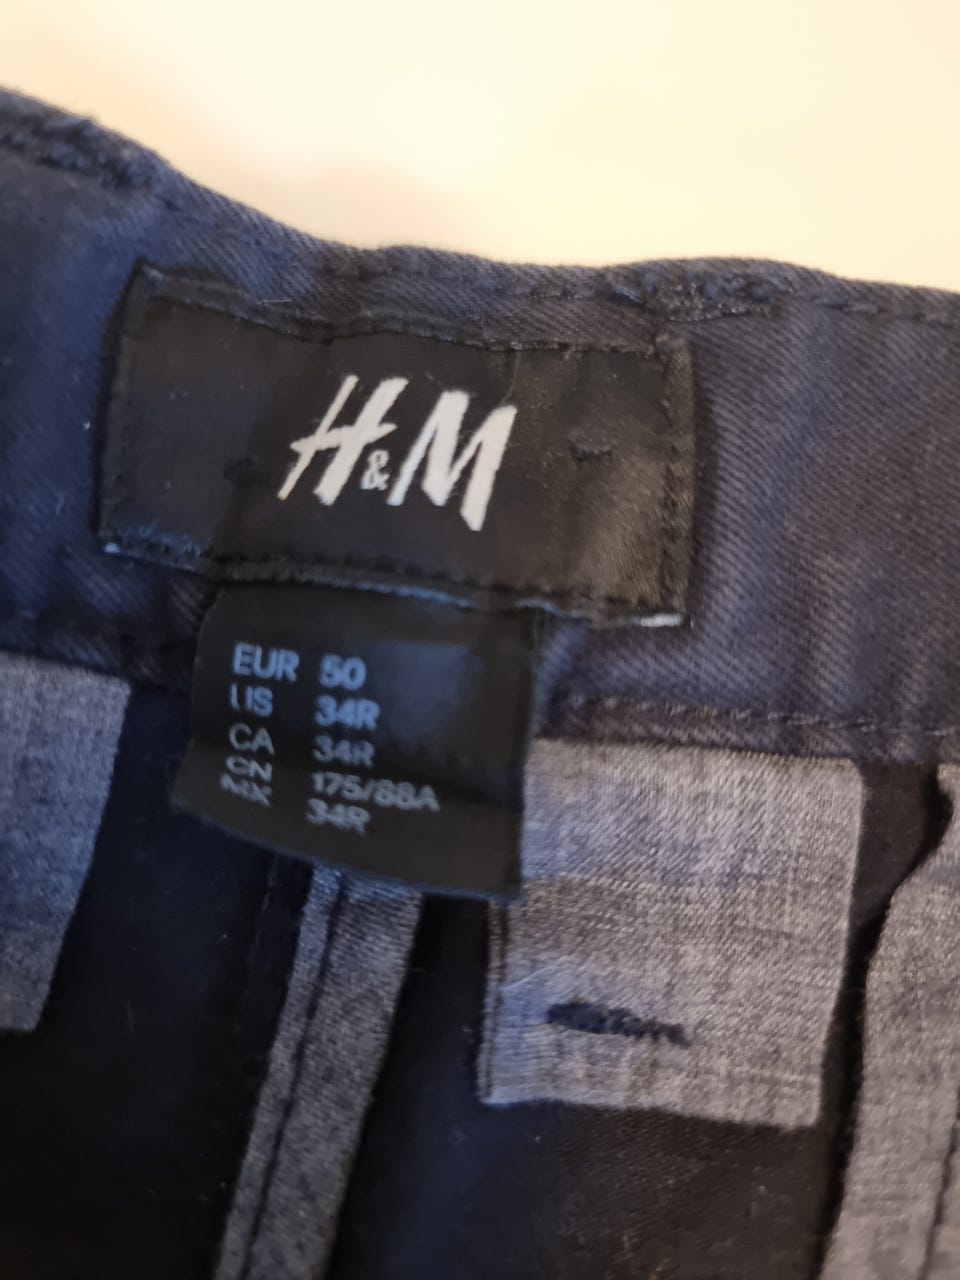 H&M
EUR 50
US 34R
CA 34R
CN 175/88A
MX 34R